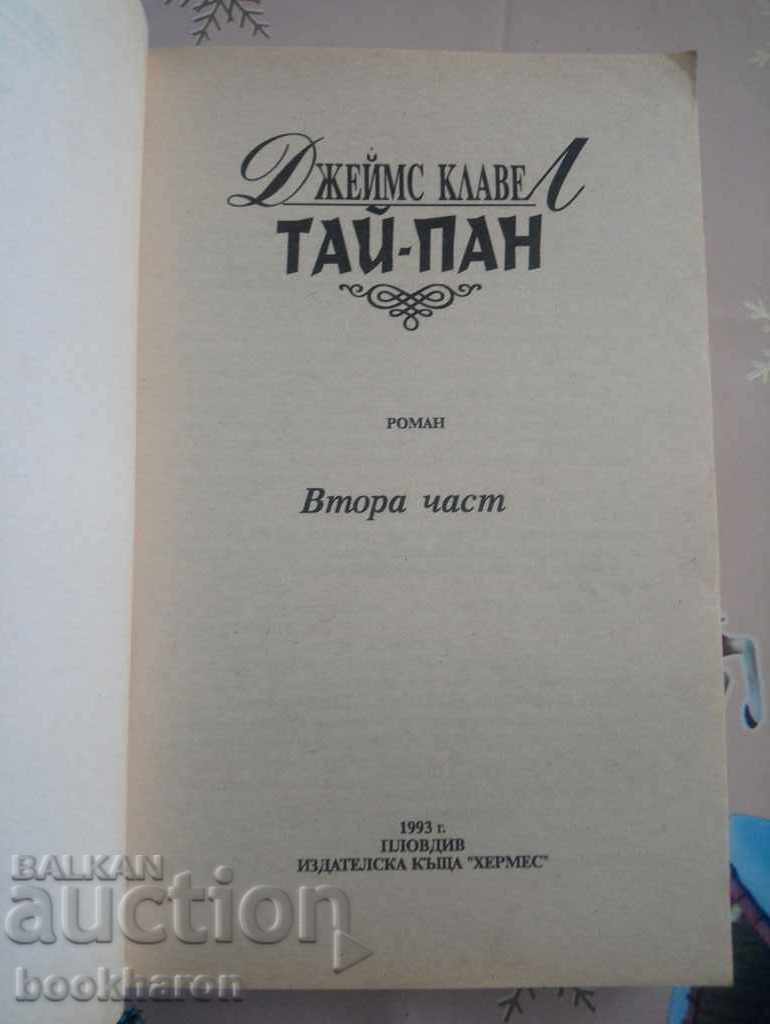 ДЖЕЙМС КЛАВЕЛ
ТАЙ-ПАН
РОМАН
Втора част
1993 г.
ПЛОВДИВ
ИЗДАТЕЛСКА КЪЩА "ХЕРМЕС"
BALKAN
auction
bookharon